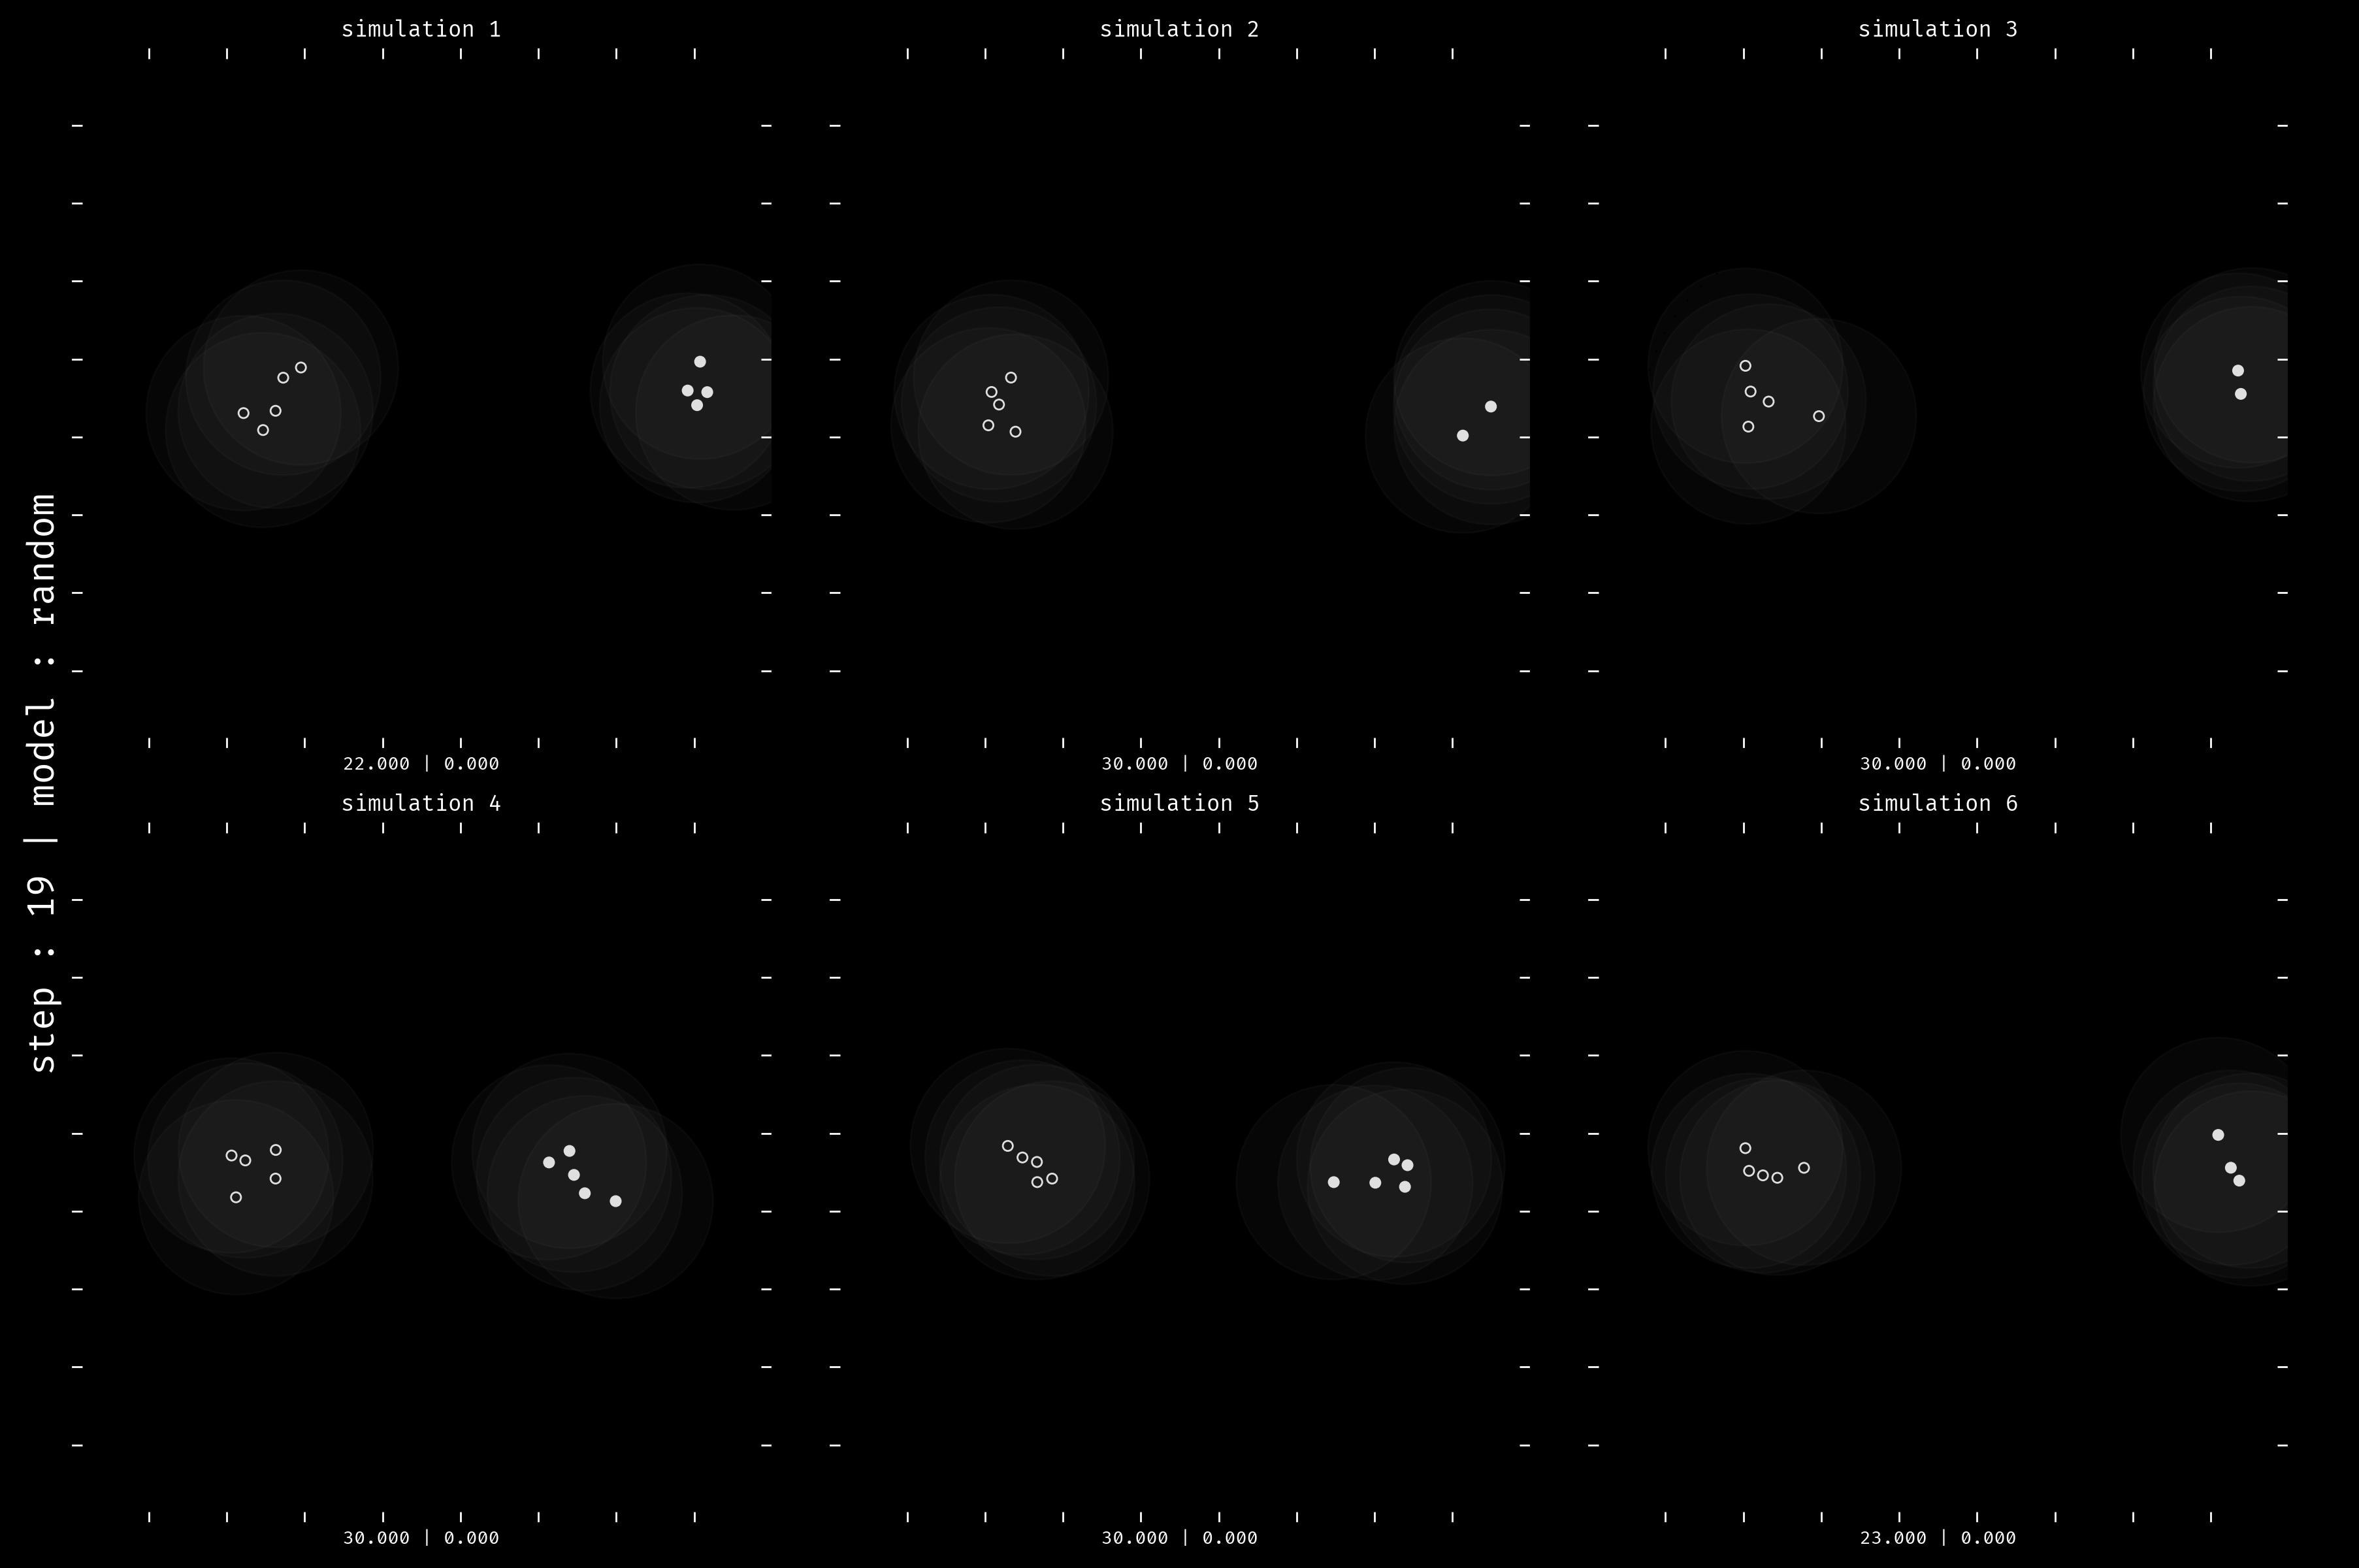 step : 19 | model : random
simulation 1
simulation 2
simulation 3
22.000 | 0.000
30.000 | 0.000
30.000 | 0.000
simulation 4
simulation 5
simulation 6
30.000 | 0.000
30.000 | 0.000
23.000 | 0.000